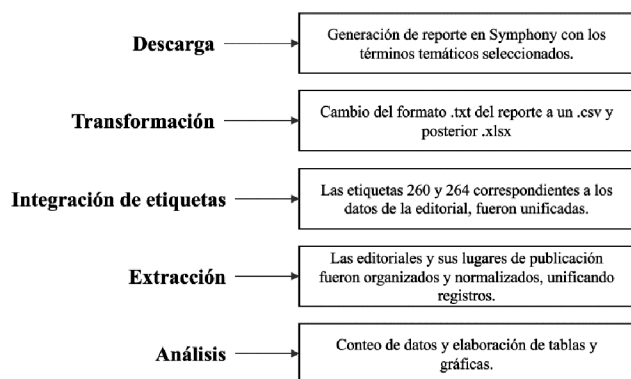 Descarga
Generación de reporte en Symphony con los
términos temáticos seleccionados.
Transformación
Cambio del formato .txt del reporte a un .csv y
posterior .xlsx
Integración de etiquetas
Las etiquetas 260 y 264 correspondientes a los
datos de la editorial, fueron unificadas.
Extracción
Las editoriales y sus lugares de publicación
fueron organizados y normalizados, unificando
registros.
Análisis
Conteo de datos y elaboración de tablas y
gráficas.